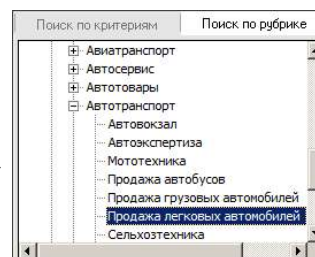 Поиск по критериям
Поиск по рубрике
Авиатранспорт
Автосервис
Автотовары
Автотранспорт
Автовокзал
Автоэкспертиза
Мототехника
Продажа автобусов
Продажа грузовых автомобилей
Продажа легковых автомобилей
Сельхозтехника